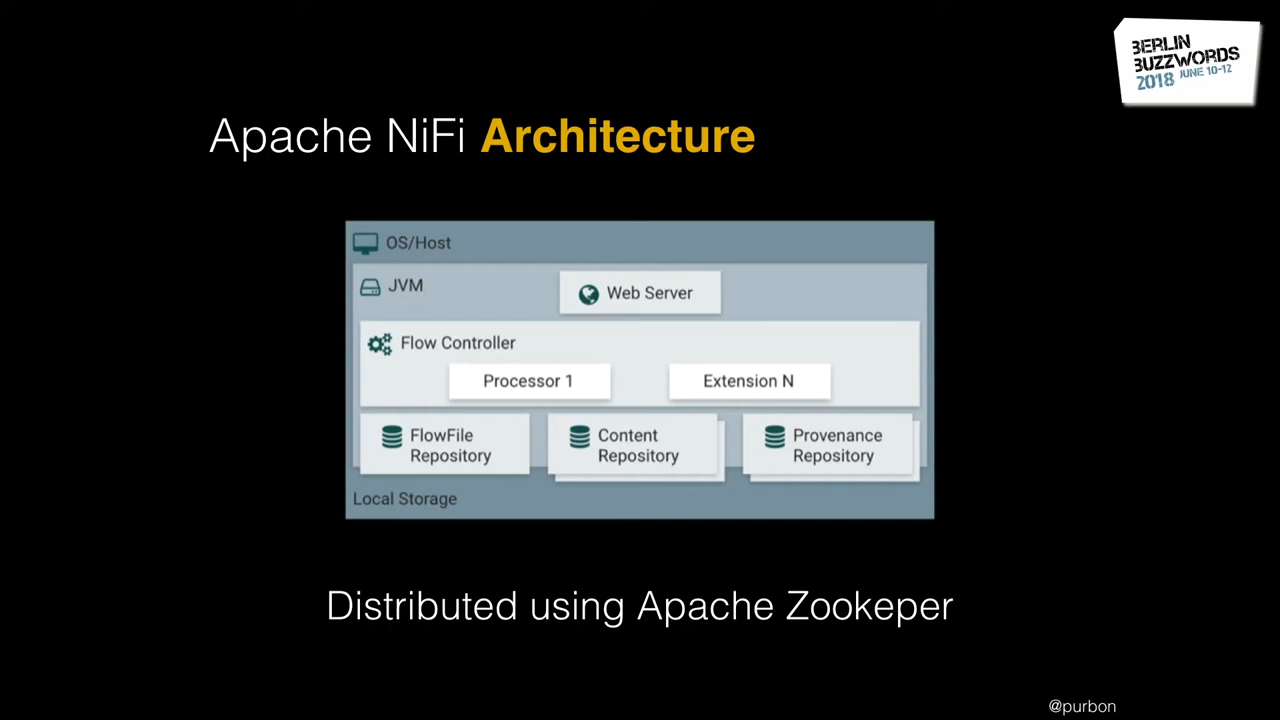 BERLIN
BUZZWORDS
2018 JUNE 10-12
Apache NiFi Architecture
OS/Host
JVM
Web Server
Flow Controller
Processor 1
Extension N
FlowFile
Repository
Content
Repository
Provenance
Repository
Local Storage
Distributed using Apache Zookeper
@purbon